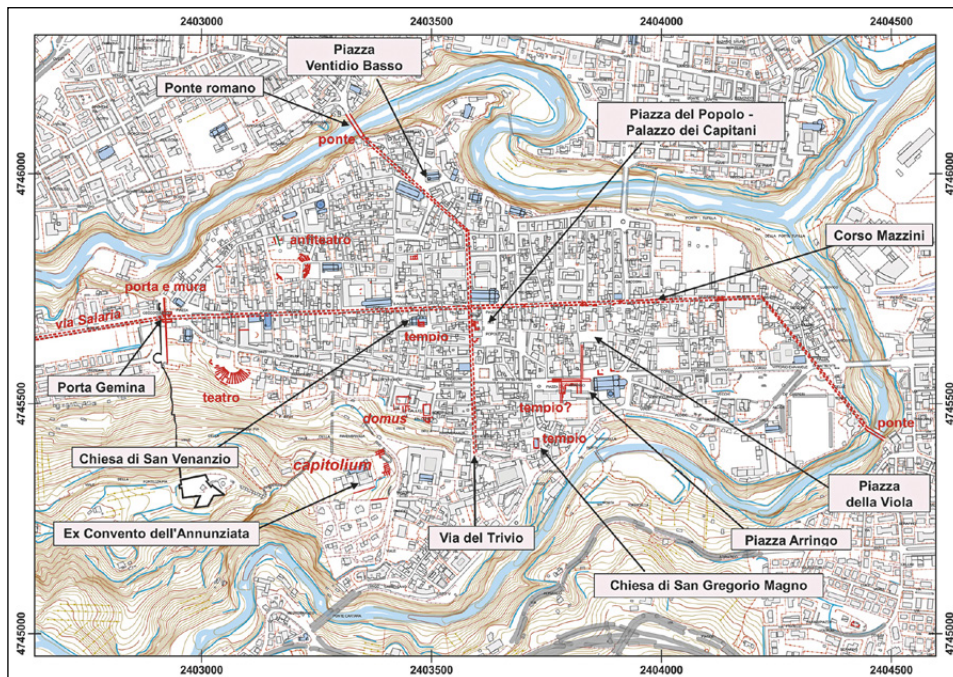 2403000
2403500
2404000
2404500
Piazza
Ventidio Basso
Ponte romano
Piazza del Popolo -
Palazzo dei Capitani
ponte
4746000
4746000
Corso Mazzini
anfiteatro
porta e mura
via Salaria
tempio
Porta Gemina
teatro
4745500
4745500
domus
tempio?
ponte
Chiesa di San Venanzio
tempio
capitolium
Piazza
della Viola
Ex Convento dell'Annunziata
Via del Trivio
Piazza Arringo
Chiesa di San Gregorio Magno
4745000
4745000
2403000
2403500
2404000
2404500